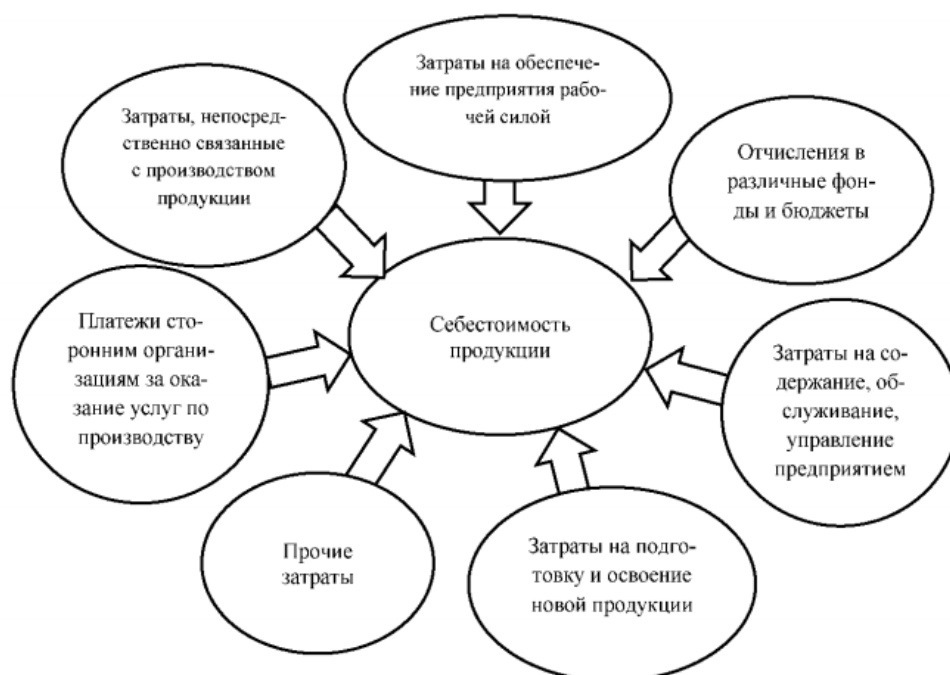 Затраты на обеспече-
ние предприятия рабо-
чей силой
Затраты, непосред-
ственно связанные
с производством
продукции
Отчисления в
различные фон-
ды и бюджеты
Платежи сто-
ронним органи-
зациям за ока-
зание услуг по
производству
Себестоимость
продукции
Затраты на со-
держание, об-
служивание,
управление
предприятием
Прочие
затраты
Затраты на подго-
товку и освоение
новой продукции